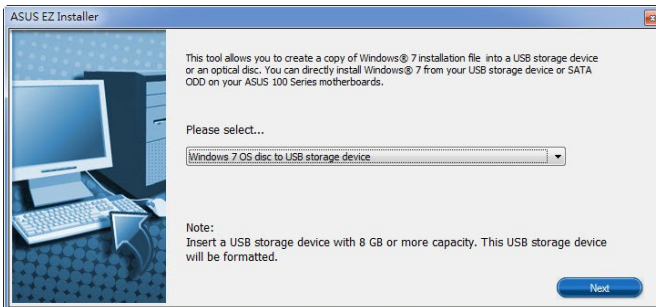 ASUS EZ Installer
This tool allows you to create a copy of Windows® 7 installation file into a USB storage device
or an optical disc. You can directly install Windows® 7 from your USB storage device or SATA
ODD on your ASUS 100 Series motherboards.
Please select...
Windows 7 OS disc to USB storage device
Note:
Insert a USB storage device with 8 GB or more capacity. This USB storage device
will be formatted.
Next